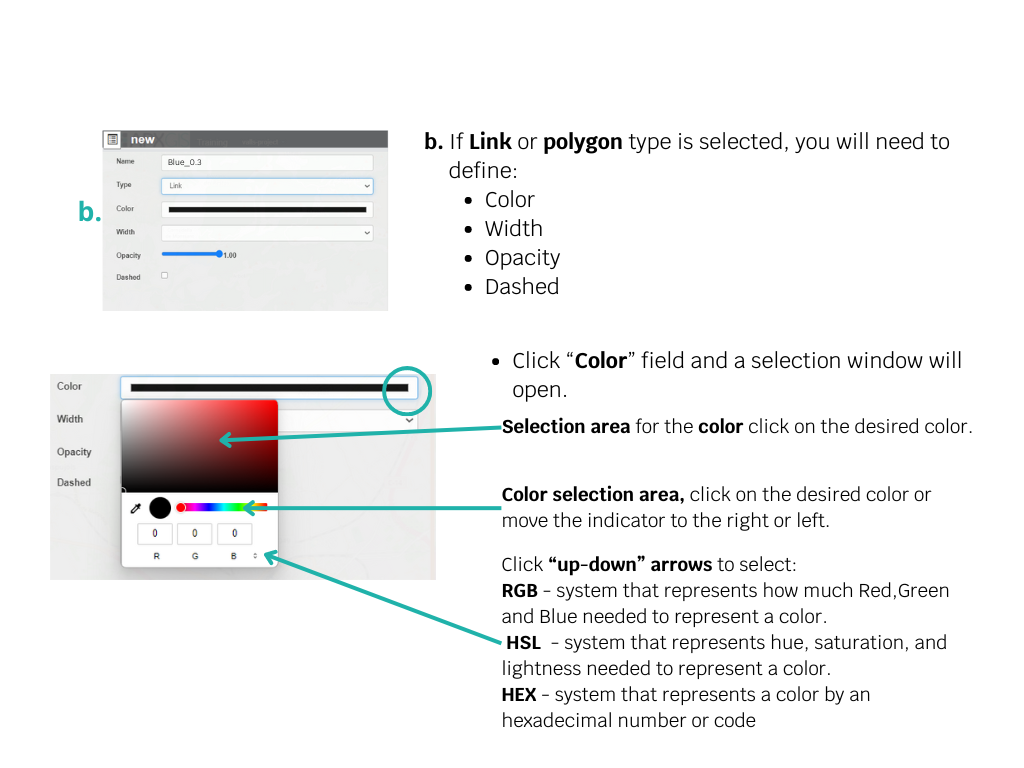 new
Name
Blue_0.3
Type
Link
Color
Width
Opacity
1.00
Dashed
b.
b. If Link or polygon type is selected, you will need to
define:
• Color
• Width
• Opacity
• Dashed
• Click “Color” field and a selection window will
open.
Color
Width
Opacity
Dashed
0 0 0
R G B
Selection area for the color click on the desired color.
Color selection area, click on the desired color or
move the indicator to the right or left.
Click “up-down” arrows to select:
RGB - system that represents how much Red,Green
and Blue needed to represent a color.
HSL - system that represents hue, saturation, and
lightness needed to represent a color.
HEX - system that represents a color by an
hexadecimal number or code